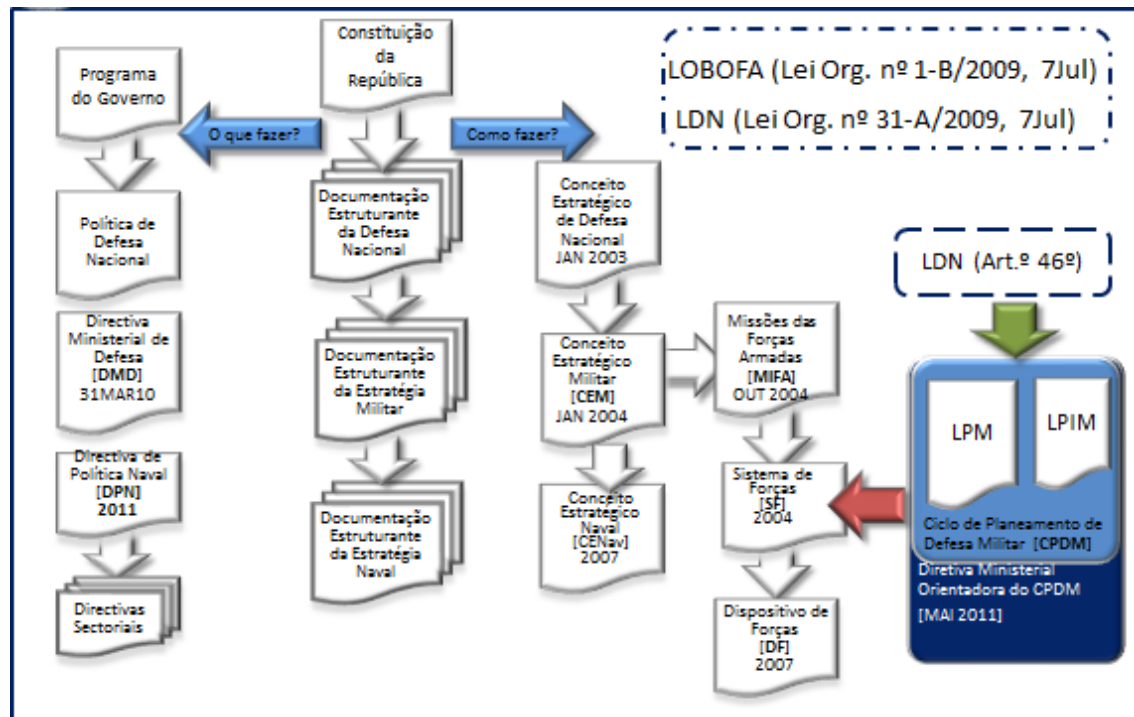 Programa
do Governo
O que fazer?
Política de
Defesa
Nacional
Directiva
Ministerial de
Defesa
[DMD]
31MAR10
Directiva de
Política Naval
[DPN]
2011
Directivas
Sectoriais
Constituição
da
República
Documentação
Estruturante
da Defesa
Nacional
Documentação
Estruturante
da Estratégia
Militar
Documentação
Estruturante
da Estratégia
Naval
Como fazer?
Conceito
Estratégico
de Defesa
Nacional
JAN 2003
Conceito
Estratégico
Militar
[CEM]
JAN 2004
Conceito
Estratégico
Naval
[CENav]
2007
Missões das
Forças
Armadas
[MIFA]
OUT 2004
Sistema de
Forças
[SF]
2004
Dispositivo de
Forças
[DF]
2007
LOBOFA (Lei Org. nº 1-B/2009, 7Jul)
LDN (Lei Org. nº 31-A/2009, 7Jul)
LDN (Art.º 46º)
LPM
LPIM
Ciclo de Planeamento de
Defesa Militar [CPDM]
Diretiva Ministerial
Orientadora do CPDM
[MAI 2011]